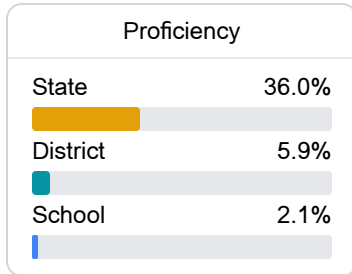 Proficiency
State 36.0%
District 5.9%
School 2.1%